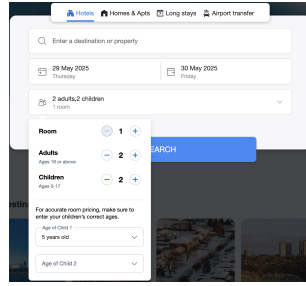 Hotels Homes & Apts Long stays Airport transfer
Enter a destination or property
29 May 2025 30 May 2025
Thursday Friday
2 adults,2 children
1 room
Room 1
Adults 2
Ages 18 or above
Children 2
Ages 0-17
EARCH
For accurate room pricing, make sure to
enter your children's correct ages.
Age of Child 1
5 years old
Age of Child 2
estin